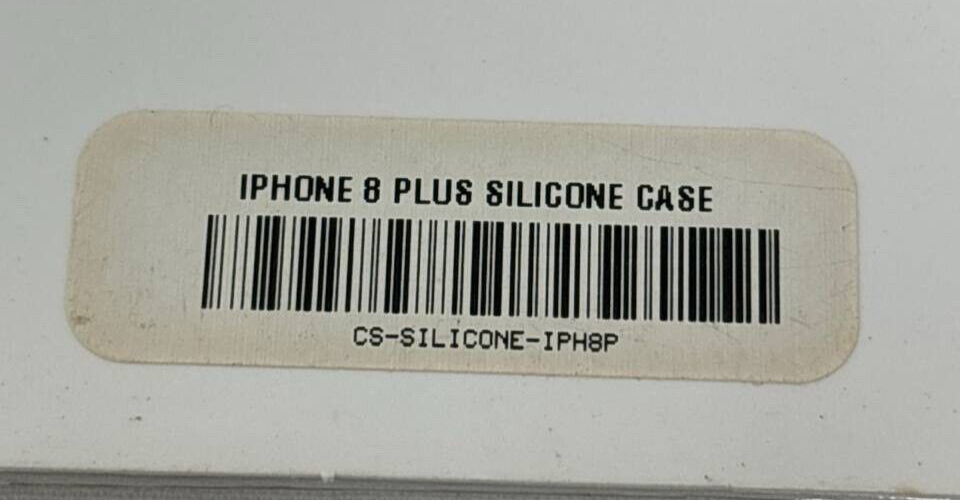 IPHONE 8 PLUS SILICONE CASE
CS-SILICONE-IPH8P